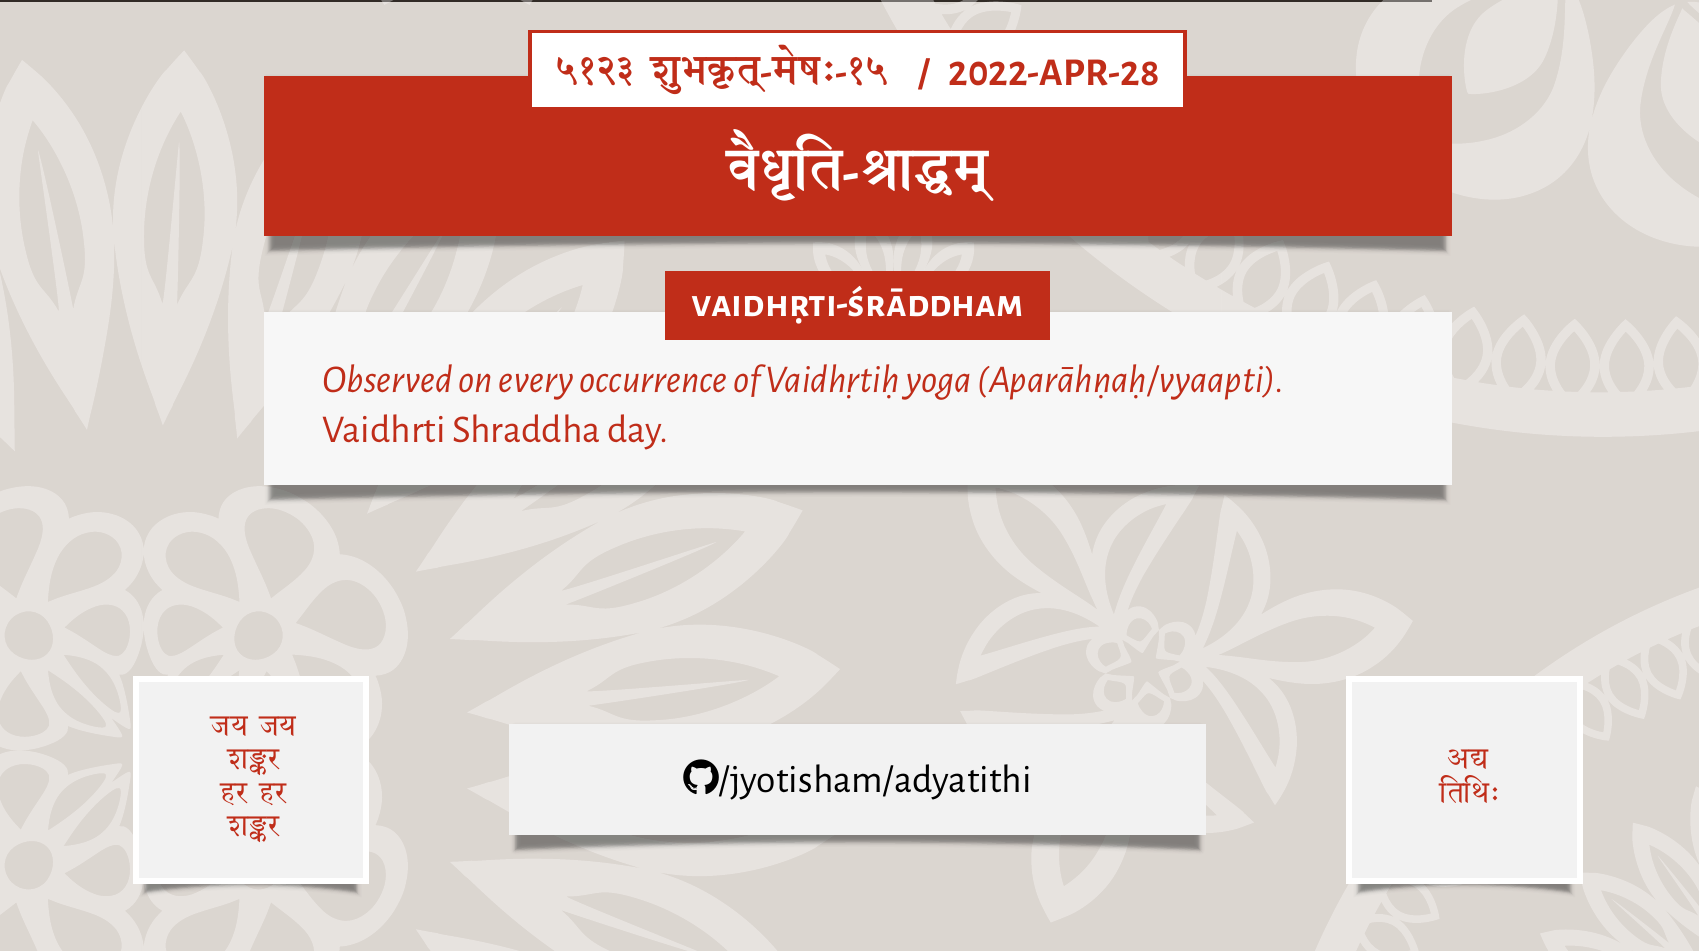 ५१२३ शुभकृत्-मेषः-१५ / 2022-APR-28
वैधृति-श्राद्धम्
VAIDHṚTI-ŚRĀDDHAM
Observed on every occurrence of Vaidhṛtiḥ yoga (Aparāhṇaḥ/vyaapti).
Vaidhrti Shraddha day.
जय जय
शङ्कर
हर हर
शङ्कर
/jyotisham/adyatithi
अद्य
तिथिः